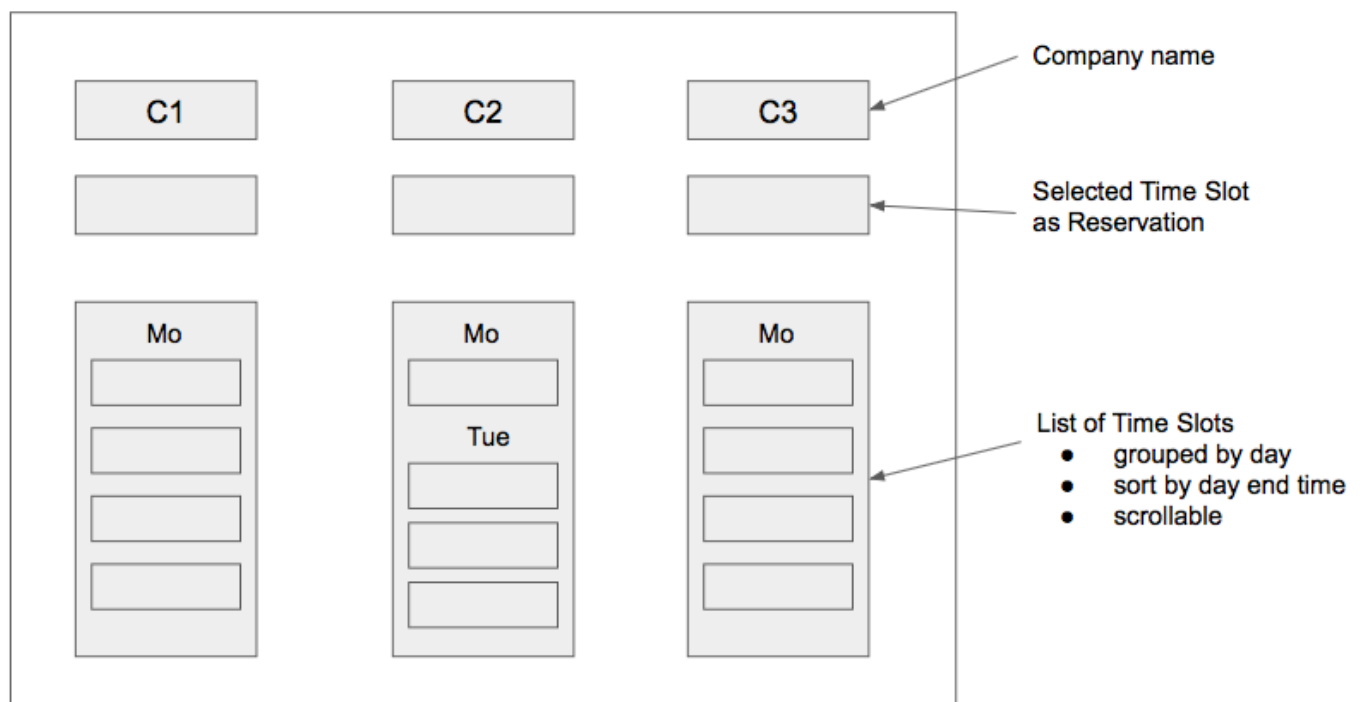 Company name
C1
C2
C3
Selected Time Slot
as Reservation
Mo
Mo
Mo
Tue
List of Time Slots
● grouped by day
● sort by day end time
● scrollable